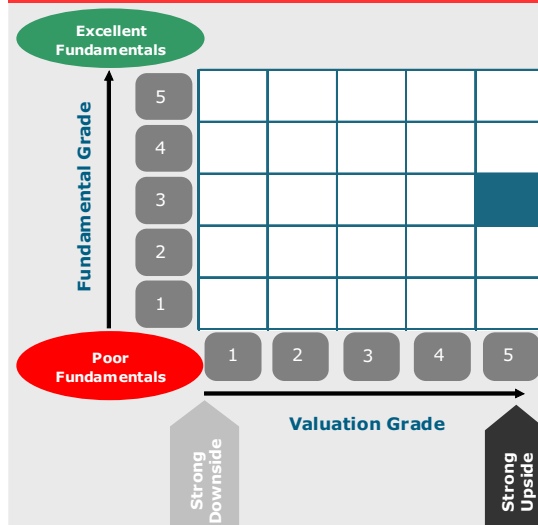 Excellent
Fundamentals
Fundamental Grade
5
4
3
2
1
Poor
Fundamentals
1 2 3 4 5
Valuation Grade
Strong
Downside
Strong
Upside